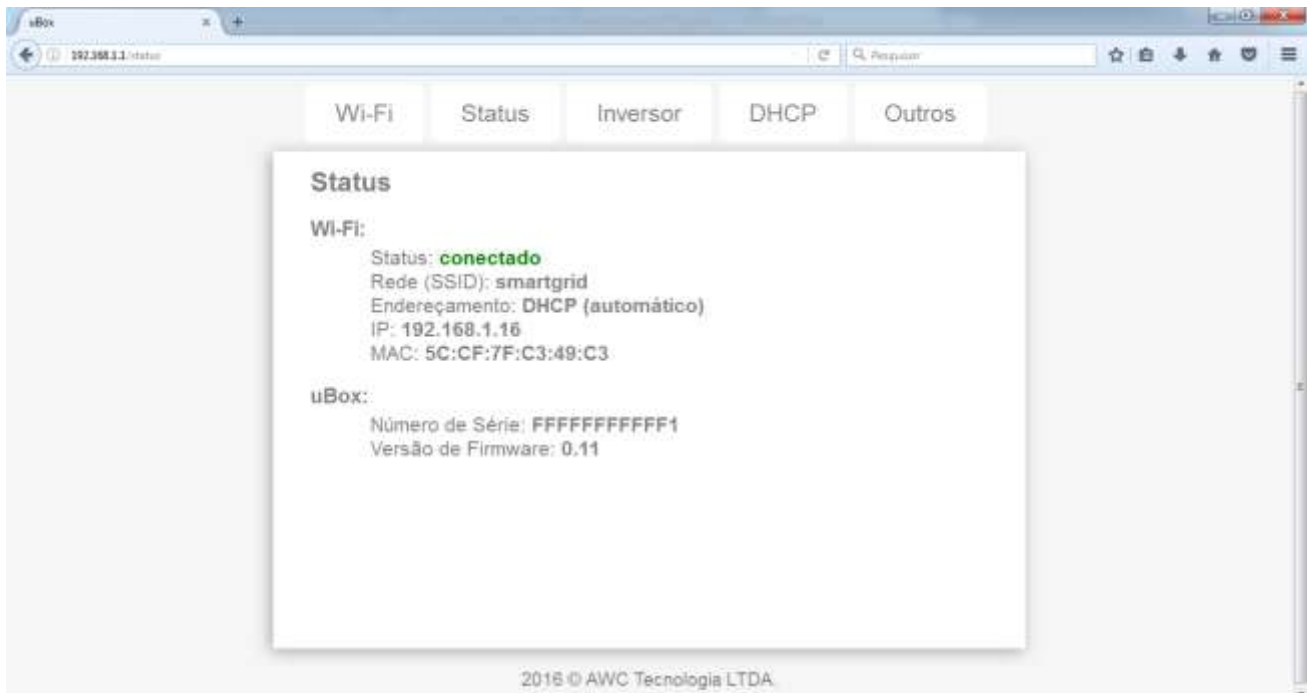 uBox
192.168.1.1/status
Pesquisar
Wi-Fi
Status
Inversor
DHCP
Outros
Status
Wi-Fi:
Status: conectado
Rede (SSID): smartgrid
Endereçamento: DHCP (automático)
IP: 192.168.1.16
MAC: 5C:CF:7F:C3:49:C3
uBox:
Número de Série: FFFFFFFFFFF1
Versão de Firmware: 0.11
2016 © AWC Tecnologia LTDA.